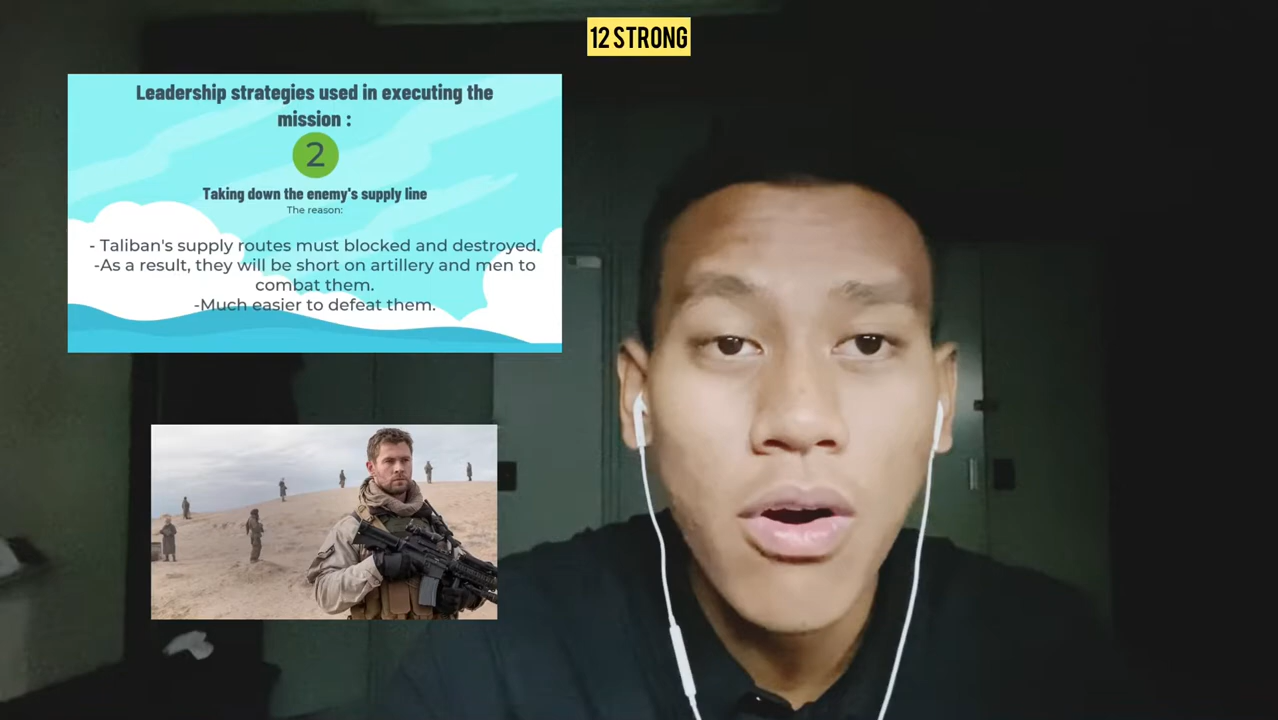 12 STRONG
Leadership strategies used in executing the
mission :
2
Taking down the enemy's supply line
The reason:
- Taliban's supply routes must blocked and destroyed.
-As a result, they will be short on artillery and men to
combat them.
-Much easier to defeat them.